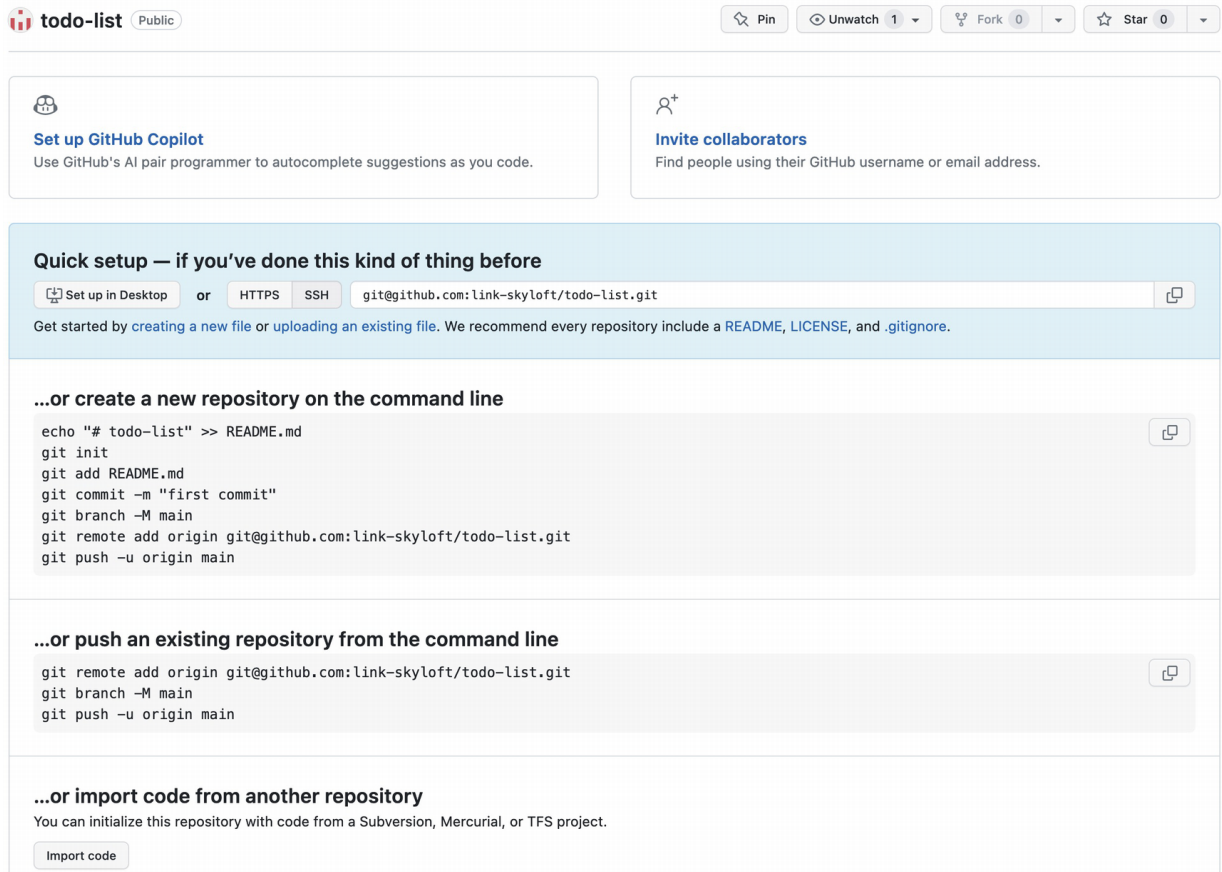 todo-list Public Pin Unwatch 1 Fork 0 Star 0
Set up GitHub Copilot
Use GitHub's AI pair programmer to autocomplete suggestions as you code.
Invite collaborators
Find people using their GitHub username or email address.
Quick setup — if you’ve done this kind of thing before
Set up in Desktop or HTTPS SSH git@github.com:link-skyloft/todo-list.git
Get started by creating a new file or uploading an existing file. We recommend every repository include a README, LICENSE, and .gitignore.
…or create a new repository on the command line
echo "# todo-list" >> README.md
git init
git add README.md
git commit -m "first commit"
git branch -M main
git remote add origin git@github.com:link-skyloft/todo-list.git
git push -u origin main
…or push an existing repository from the command line
git remote add origin git@github.com:link-skyloft/todo-list.git
git branch -M main
git push -u origin main
…or import code from another repository
You can initialize this repository with code from a Subversion, Mercurial, or TFS project.
Import code